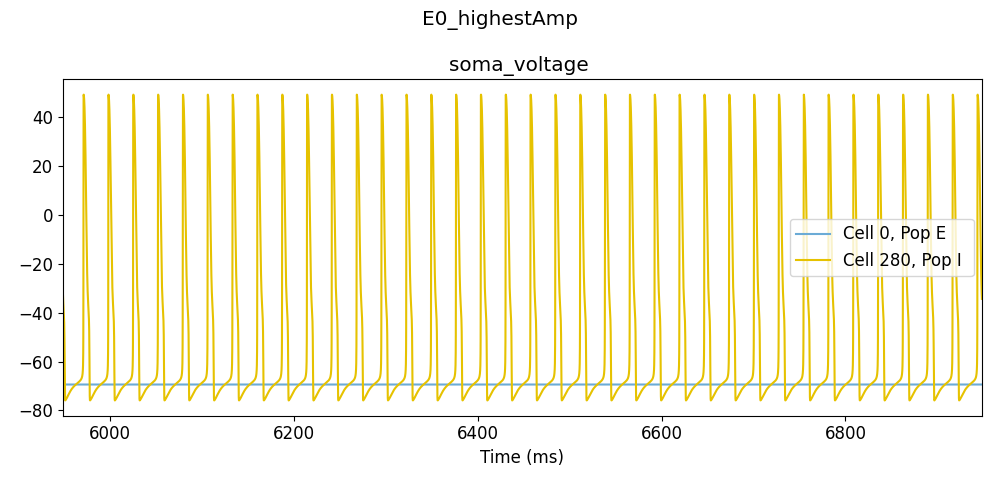 E0_highestAmp
soma_voltage
40
20
0
−20
−40
−60
−80
Cell 0, Pop E
Cell 280, Pop I
6000
6200
6400
6600
6800
Time (ms)